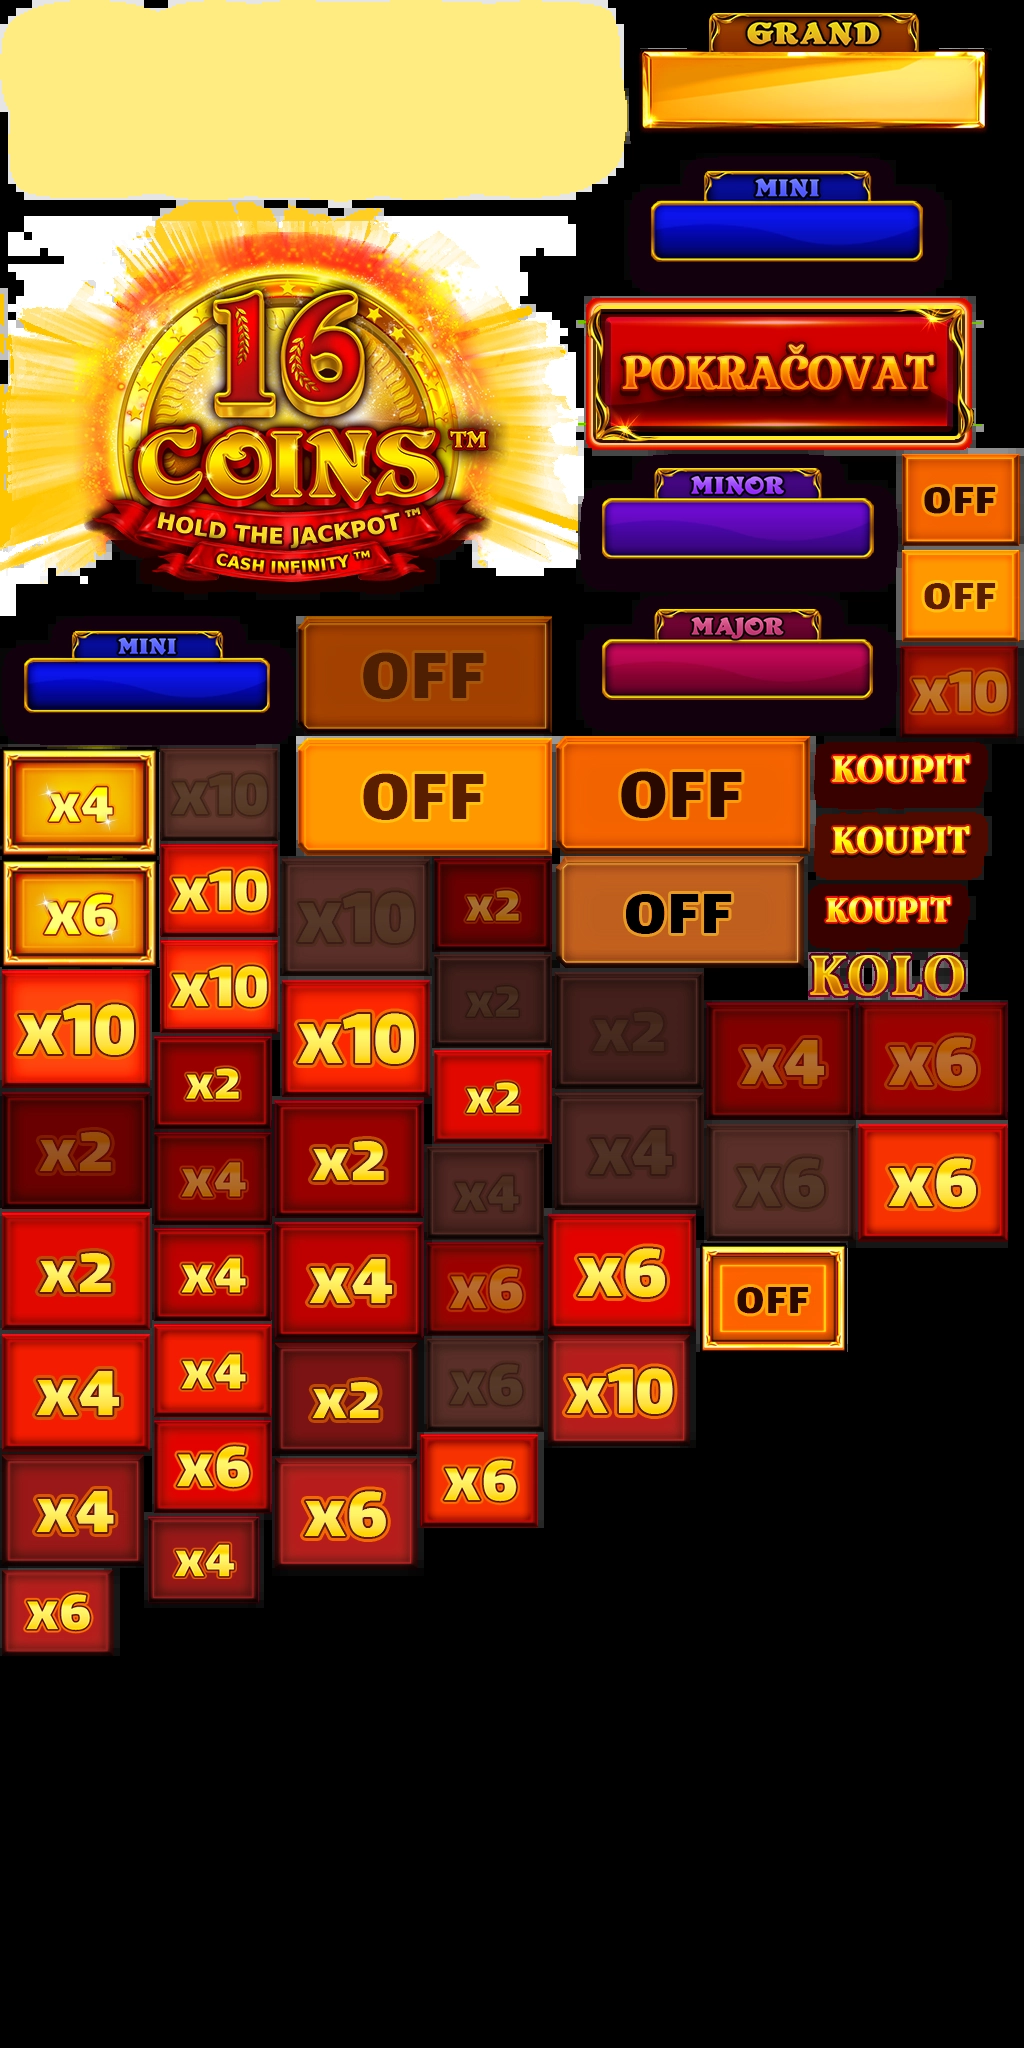 GRAND
MINI
16
COINS™
HOLD THE JACKPOT™
CASH INFINITY™
POKRAČOVAT
MINOR
OFF
OFF
MINI
OFF
MAJOR
x10
x4
x10
OFF
OFF
KOUPIT
KOUPIT
x6
x10
x10
x2
OFF
KOUPIT
KOLO
x10
x10
x10
x2
x2
x4
x6
x2
x2
x2
x2
x4
x4
x4
x6
x6
x2
x4
x4
x6
x6
OFF
x4
x4
x2
x6
x10
x4
x6
x6
x6
x4
x6